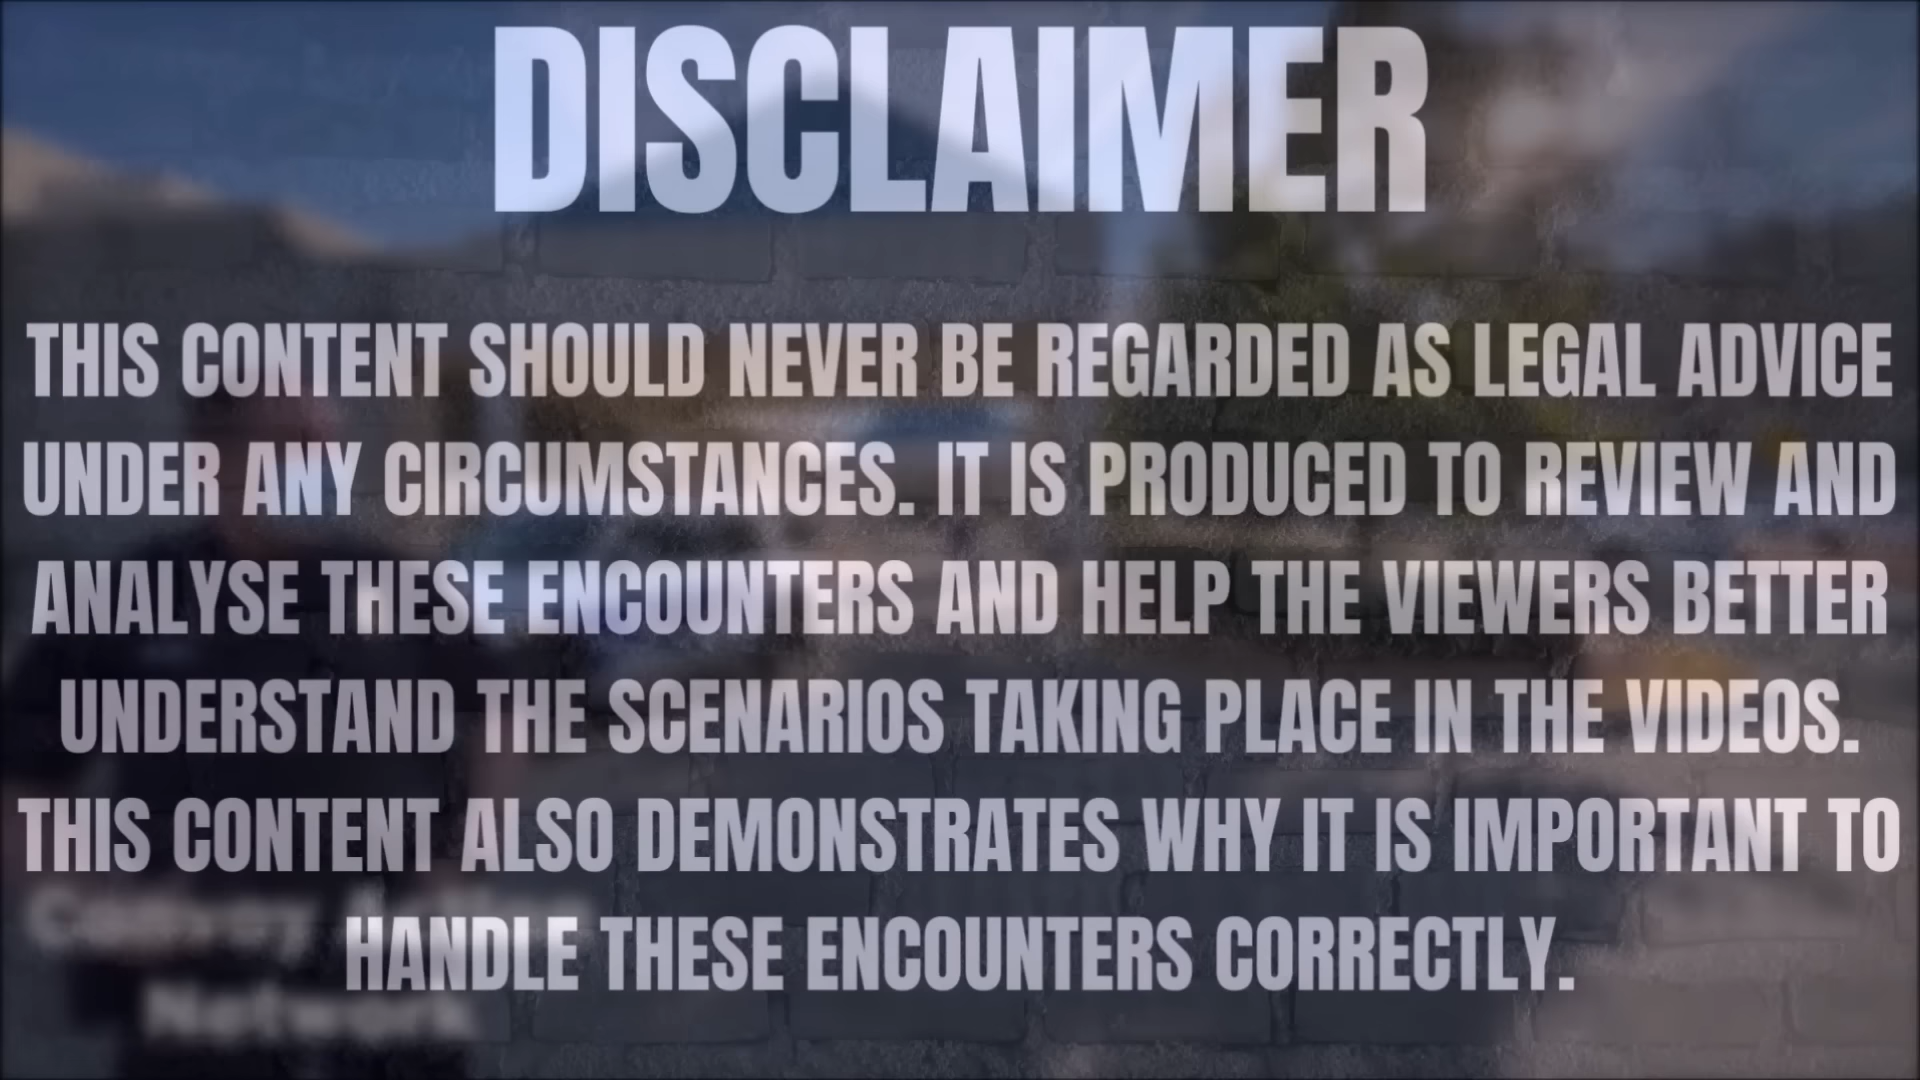 DISCLAIMER
THIS CONTENT SHOULD NEVER BE REGARDED AS LEGAL ADVICE
UNDER ANY CIRCUMSTANCES. IT IS PRODUCED TO REVIEW AND
ANALYSE THESE ENCOUNTERS AND HELP THE VIEWERS BETTER
UNDERSTAND THE SCENARIOS TAKING PLACE IN THE VIDEOS.
THIS CONTENT ALSO DEMONSTRATES WHY IT IS IMPORTANT TO
HANDLE THESE ENCOUNTERS CORRECTLY.
Network